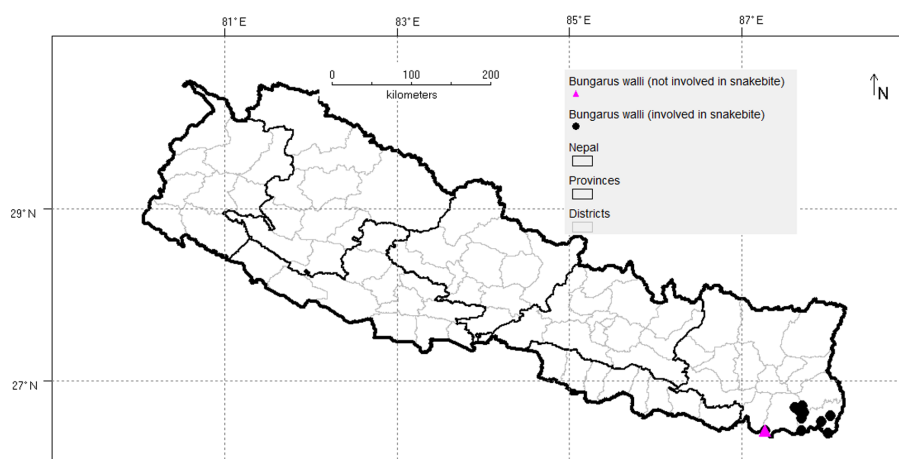 81° E 83° E 85° E 87° E
0 100 200
kilometers
N
Bungarus walli (not involved in snakebite)
Bungarus walli (involved in snakebite)
Nepal
Provinces
Districts
29° N
27° N